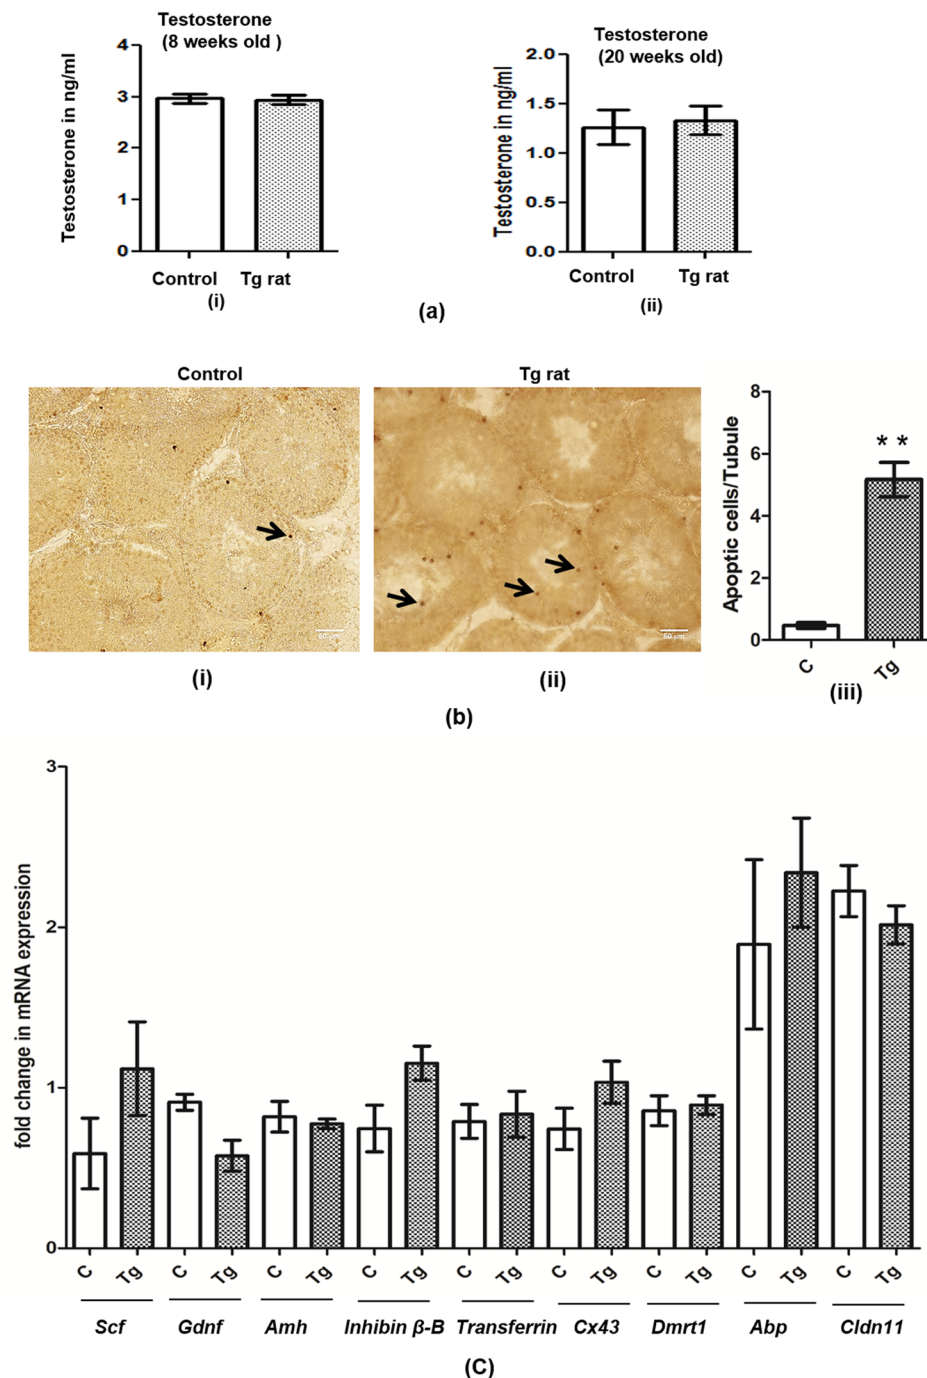 Testosterone
(8 weeks old )
Testosterone in ng/ml
4
3
2
1
0
Control Tg rat
(i)
Testosterone
(20 weeks old)
Testosterone in ng/ml
2.0
1.5
1.0
0.5
0.0
Control Tg rat
(ii)
(a)
Control
50 µm
(i)
Tg rat
50 µm
(ii)
Apoptic cells/Tubule
8
6
4
2
0
* *
C Tg
(iii)
(b)
fold change in mRNA expression
3
2
1
0
C Tg C Tg C Tg C Tg C Tg C Tg C Tg C Tg C Tg
Scf Gdnf Amh Inhibin β-B Transferrin Cx43 Dmrt1 Abp Cldn11
(C)